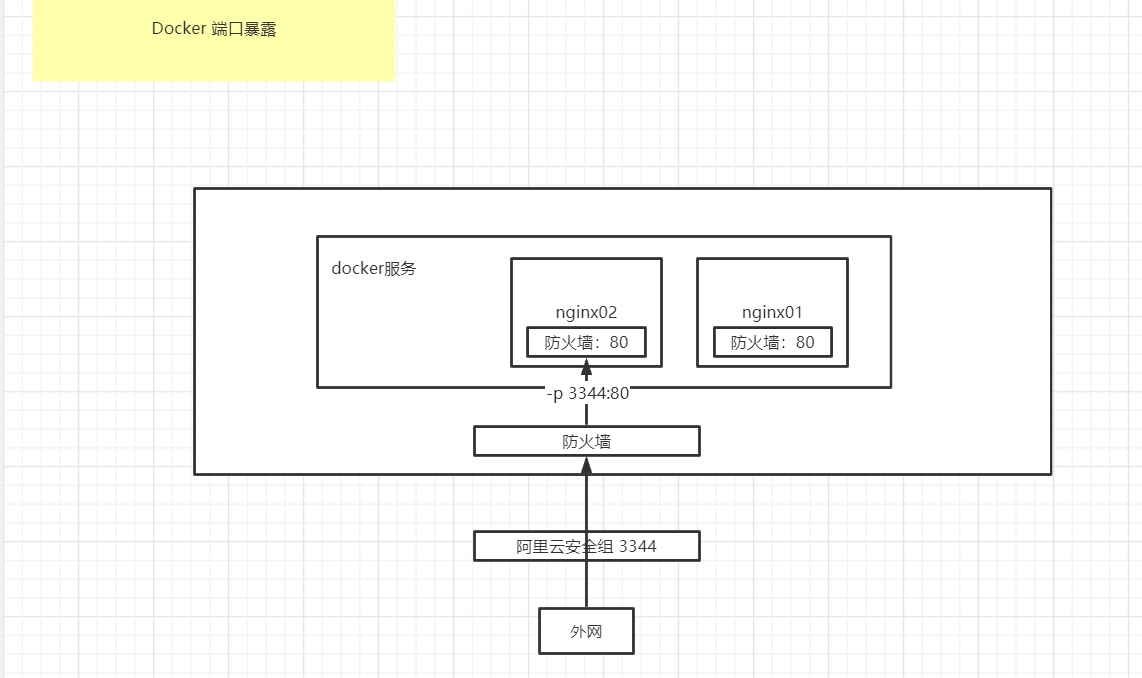 Docker 端口暴露
docker服务
nginx02
nginx01
防火墙：80
防火墙：80
-p 3344:80
防火墙
阿里云安全组 3344
外网